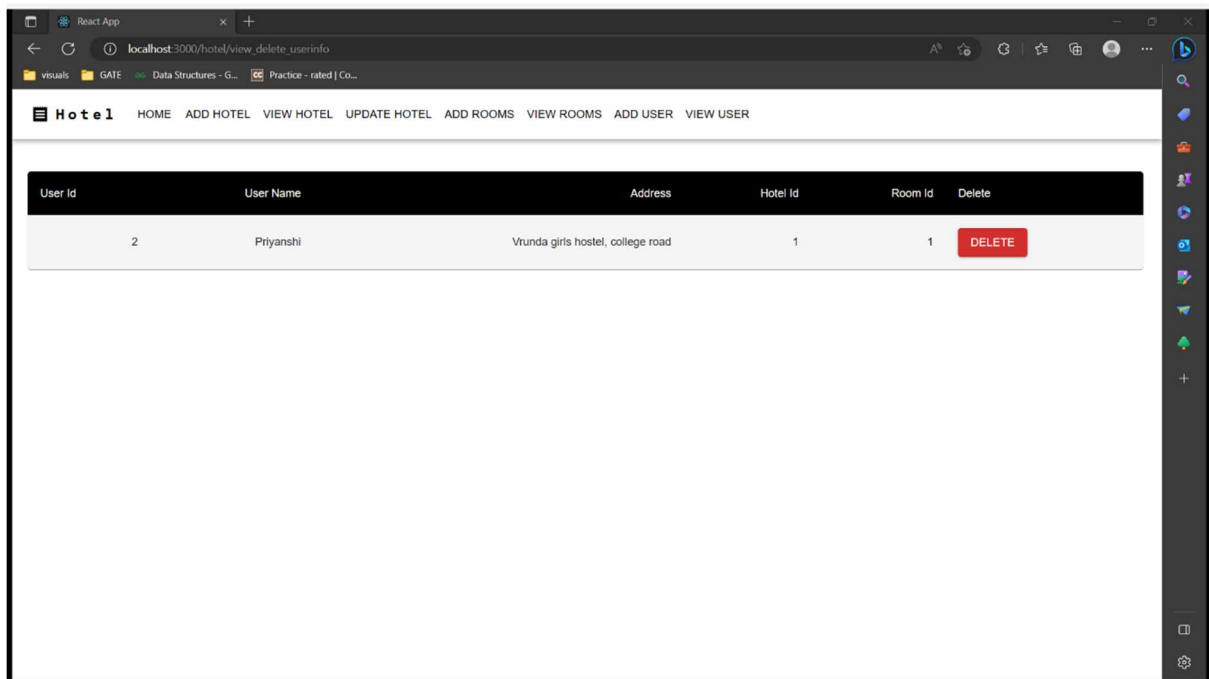 React App
localhost:3000/hotel/view_delete_userinfo
visuals GATE Data Structures - G... Practice - rated | Co...
Hotel HOME ADD HOTEL VIEW HOTEL UPDATE HOTEL ADD ROOMS VIEW ROOMS ADD USER VIEW USER
User Id User Name Address Hotel Id Room Id Delete
2 Priyanshi Vrunda girls hostel, college road 1 1 DELETE